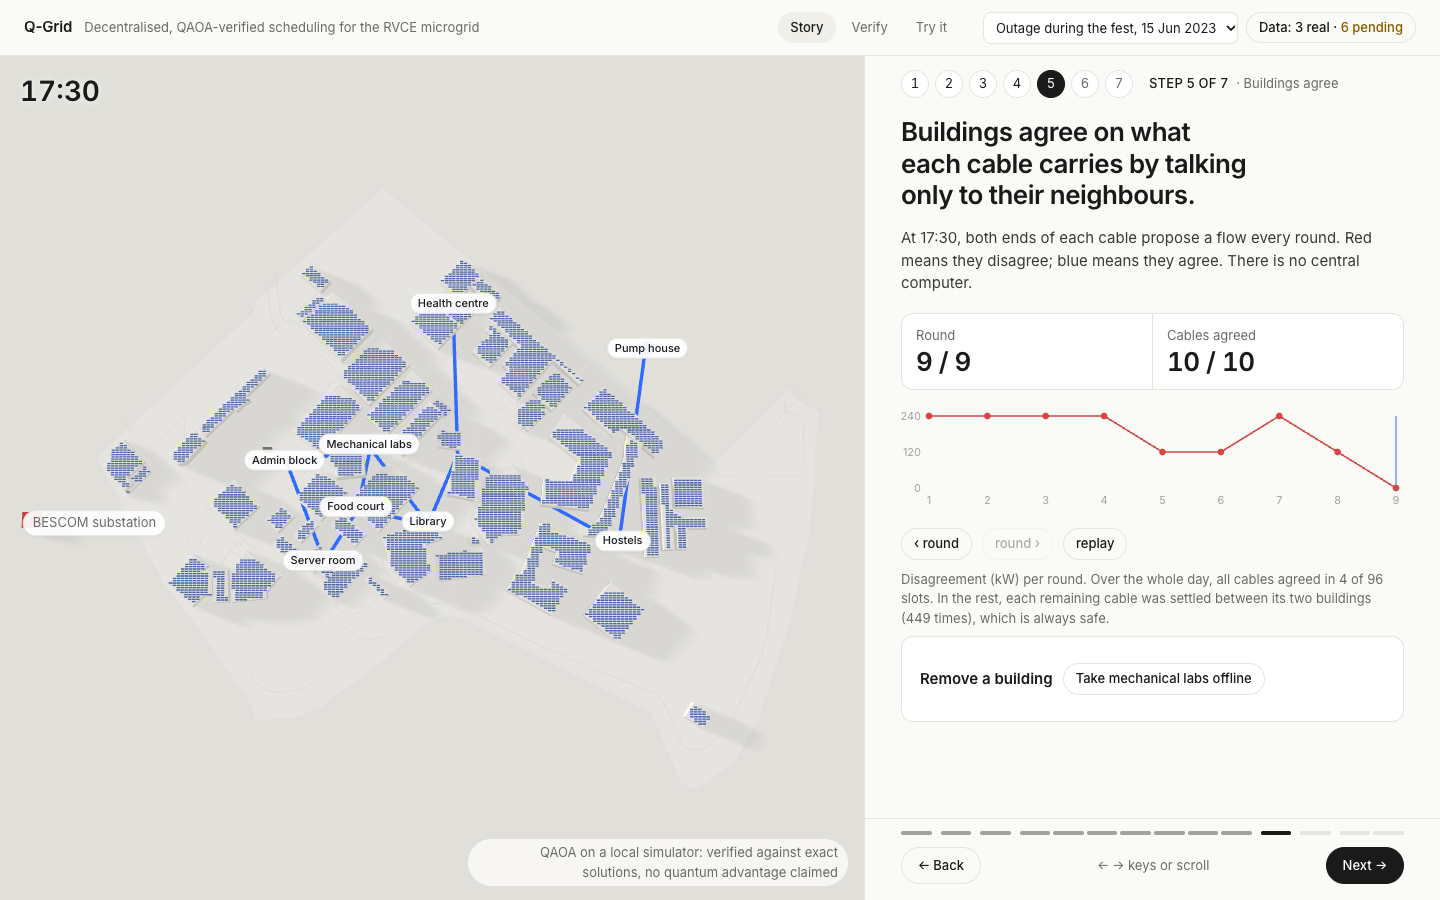 Q-Grid Decentralised, QAOA-verified scheduling for the RVCE microgrid
Story Verify Try it
Outage during the fest, 15 Jun 2023
Data: 3 real · 6 pending
17:30
Health centre
Pump house
Mechanical labs
Admin block
Food court
Library
BESCOM substation
Hostels
Server room
QAOA on a local simulator: verified against exact
solutions, no quantum advantage claimed
1 2 3 4 5 6 7 STEP 5 OF 7 · Buildings agree
Buildings agree on what
each cable carries by talking
only to their neighbours.
At 17:30, both ends of each cable propose a flow every round. Red
means they disagree; blue means they agree. There is no central
computer.
Round
9 / 9
Cables agreed
10 / 10
240
120
0
1 2 3 4 5 6 7 8 9
‹ round round › replay
Disagreement (kW) per round. Over the whole day, all cables agreed in 4 of 96
slots. In the rest, each remaining cable was settled between its two buildings
(449 times), which is always safe.
Remove a building Take mechanical labs offline
← Back ← → keys or scroll Next →